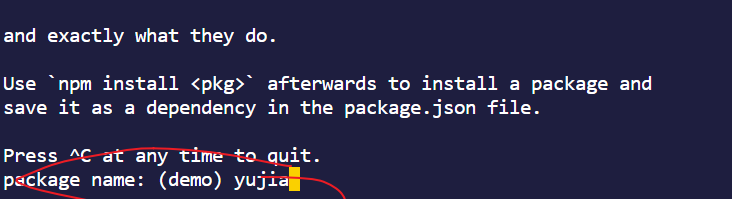 and exactly what they do.
Use `npm install <pkg>` afterwards to install a package and
save it as a dependency in the package.json file.
Press ^C at any time to quit.
package name: (demo) yujia